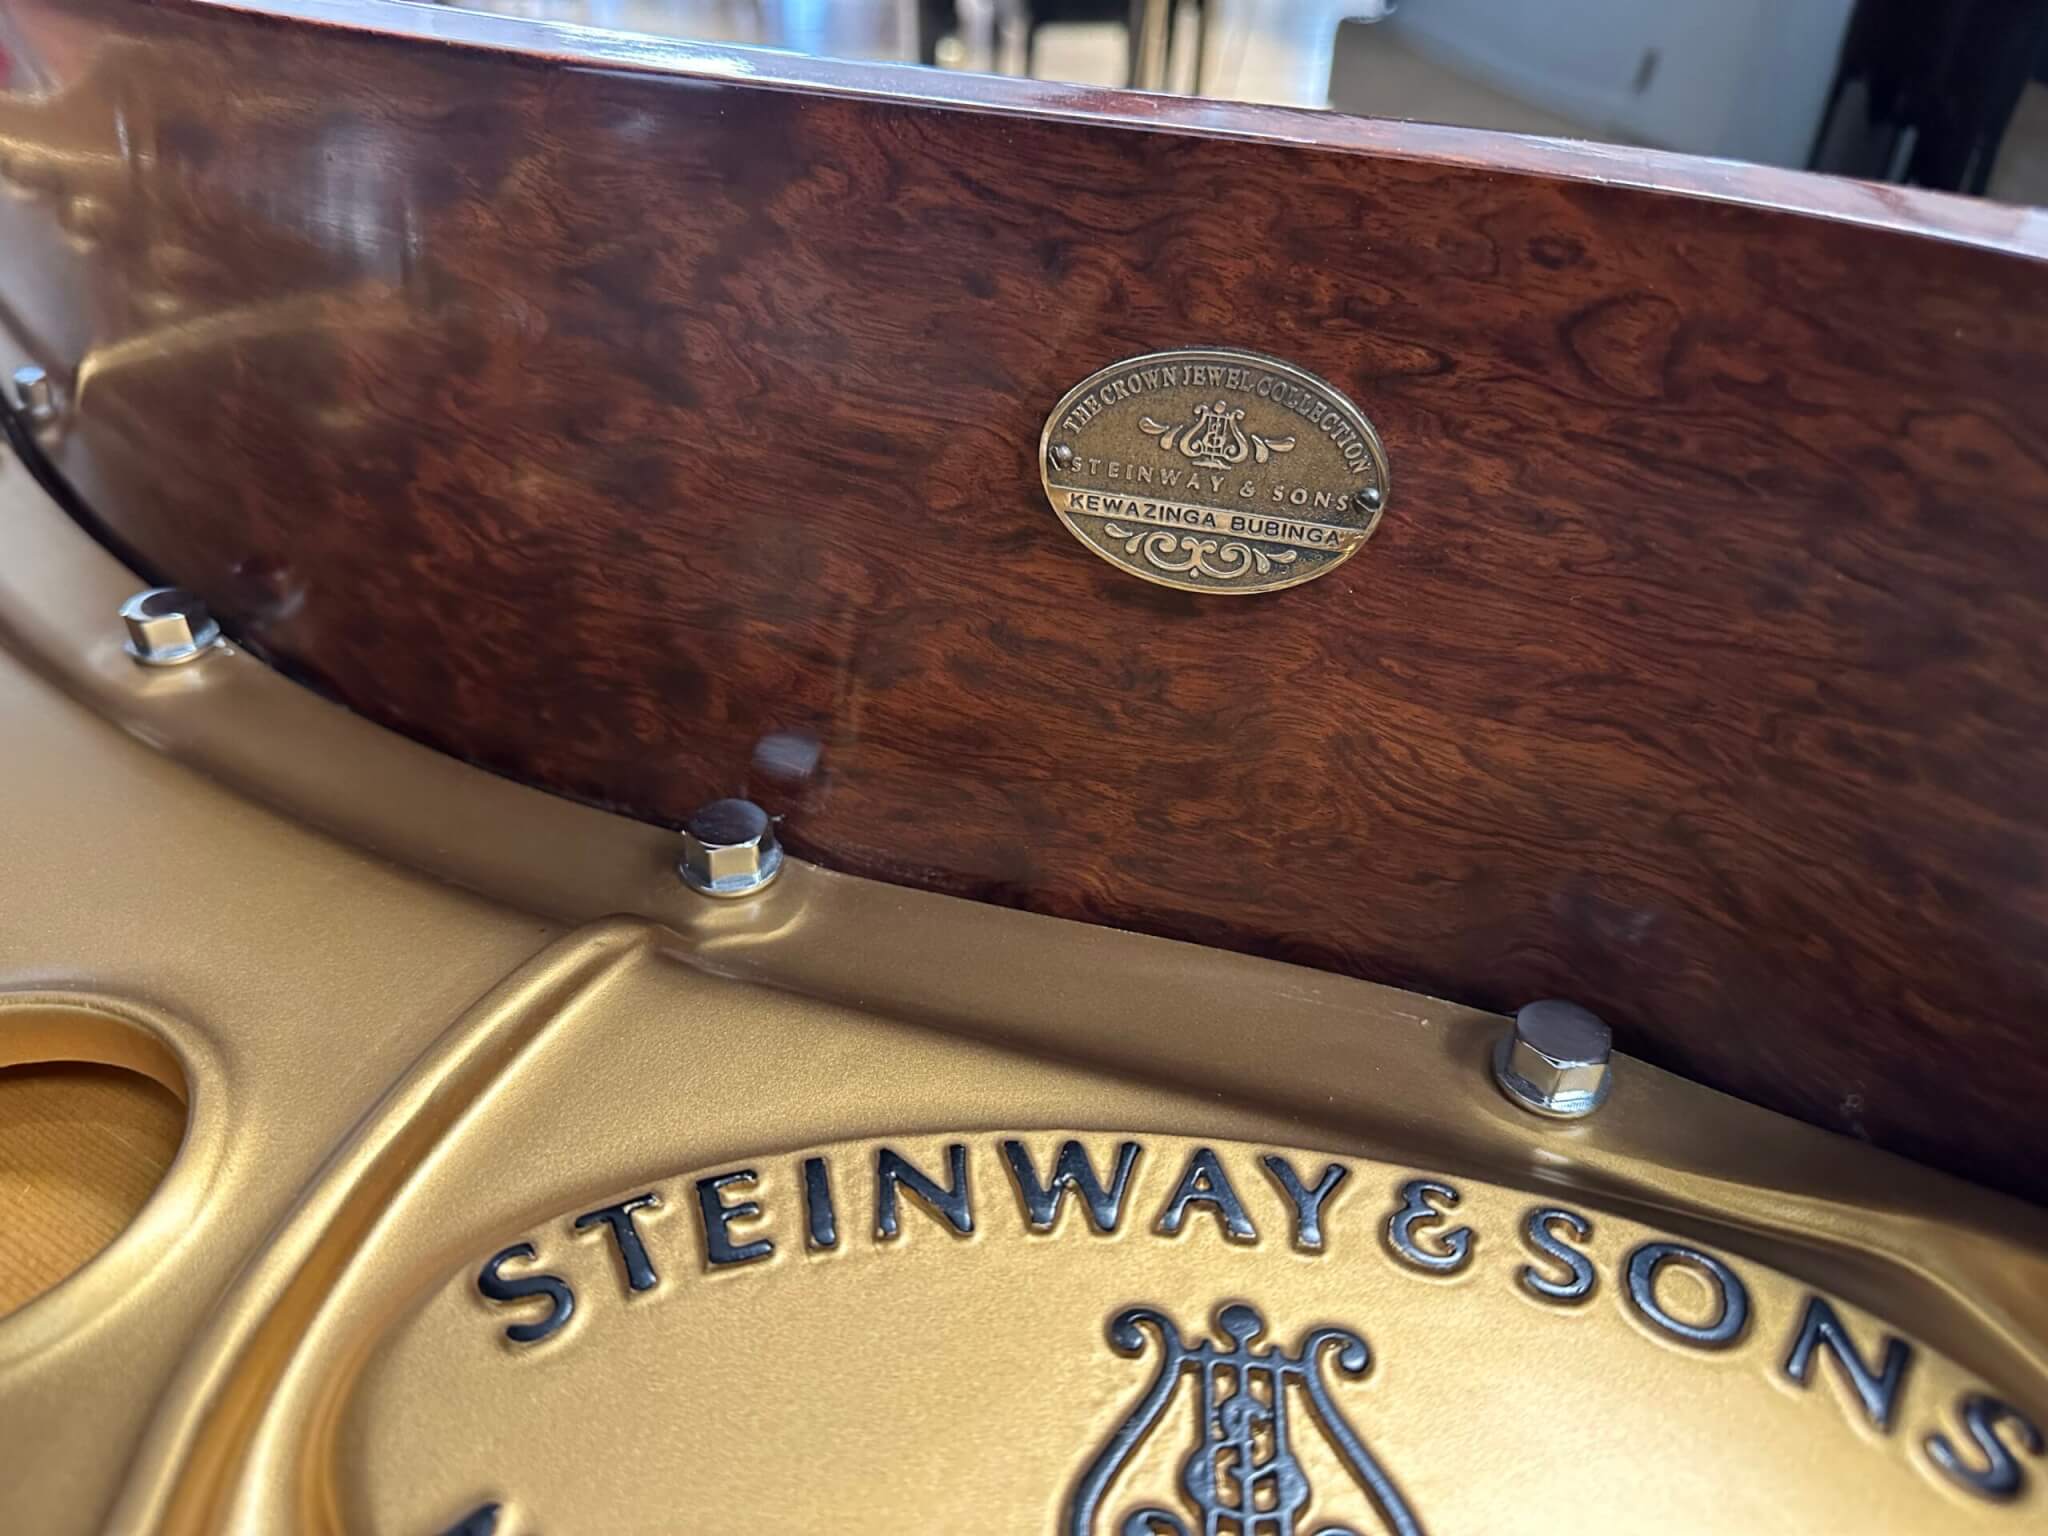 THE CROWN JEWEL COLLECTION
STEINWAY & SONS
KEWAZINGA BUBINGA
STEINWAY & SONS